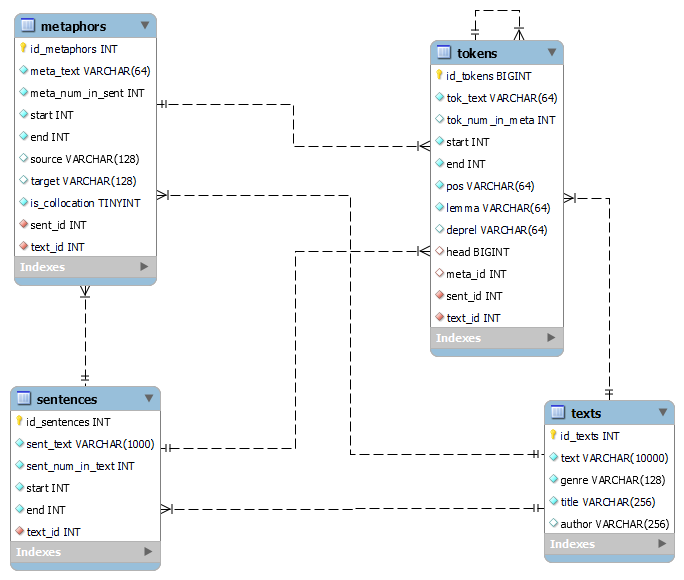 metaphors
id_metaphors INT
meta_text VARCHAR(64)
meta_num_in_sent INT
start INT
end INT
source VARCHAR(128)
target VARCHAR(128)
is_collocation TINYINT
sent_id INT
text_id INT
Indexes
tokens
id_tokens BIGINT
tok_text VARCHAR(64)
tok_num_in_meta INT
start INT
end INT
pos VARCHAR(64)
lemma VARCHAR(64)
deprel VARCHAR(64)
head BIGINT
meta_id INT
sent_id INT
text_id INT
Indexes
sentences
id_sentences INT
sent_text VARCHAR(1000)
sent_num_in_text INT
start INT
end INT
text_id INT
Indexes
texts
id_texts INT
text VARCHAR(10000)
genre VARCHAR(128)
title VARCHAR(256)
author VARCHAR(256)
Indexes